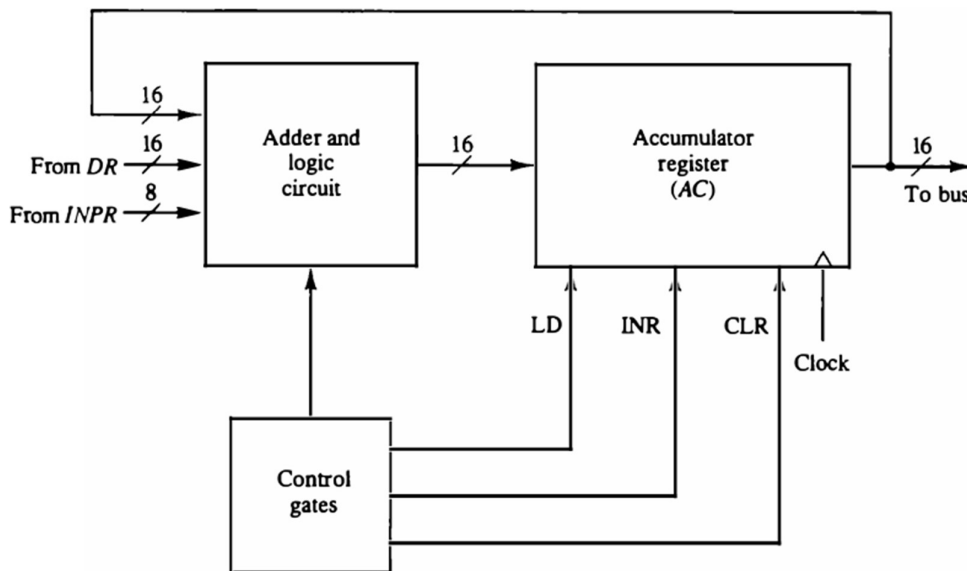 16
16
From DR
8
From INPR
Adder and
logic
circuit
16
Accumulator
register
(AC)
16
To bus
LD
INR
CLR
Clock
Control
gates